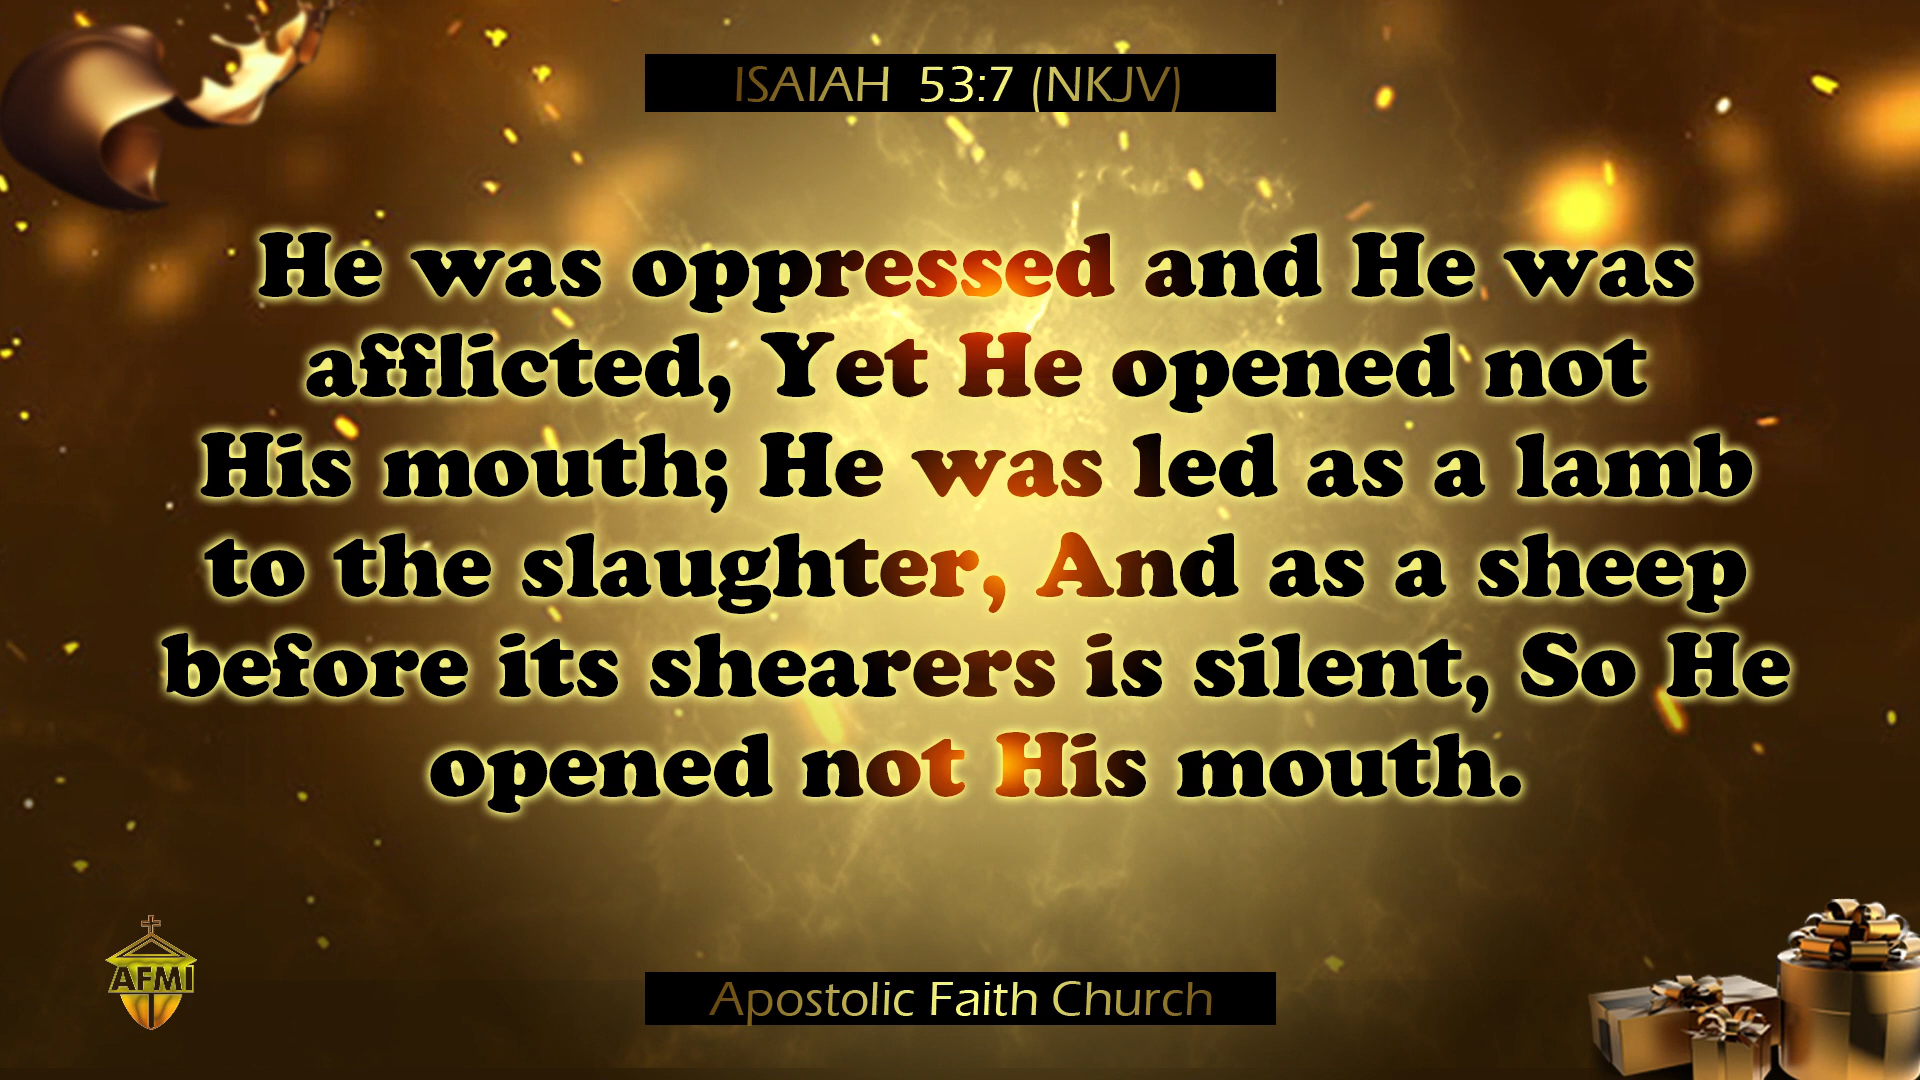 ISAIAH 53:7 (NKJV)
He was oppressed and He was
afflicted, Yet He opened not
His mouth; He was led as a lamb
to the slaughter, And as a sheep
before its shearers is silent, So He
opened not His mouth.
AFMI
Apostolic Faith Church